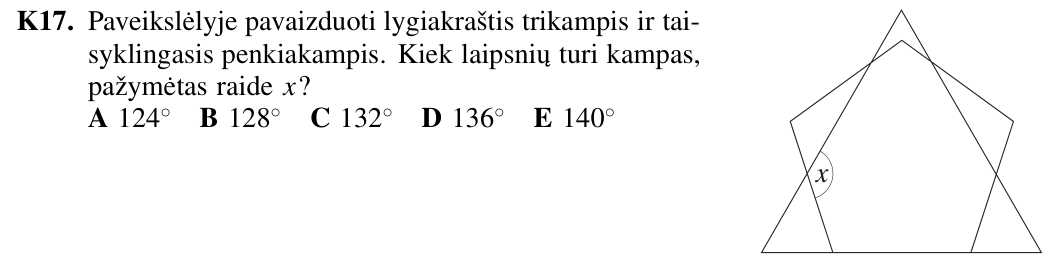 K17. Paveikslėlyje pavaizduoti lygiakraštis trikampis ir tai-
syklingasis penkiakampis. Kiek laipsnių turi kampas,
pažymėtas raide x?
A 124° B 128° C 132° D 136° E 140°
x